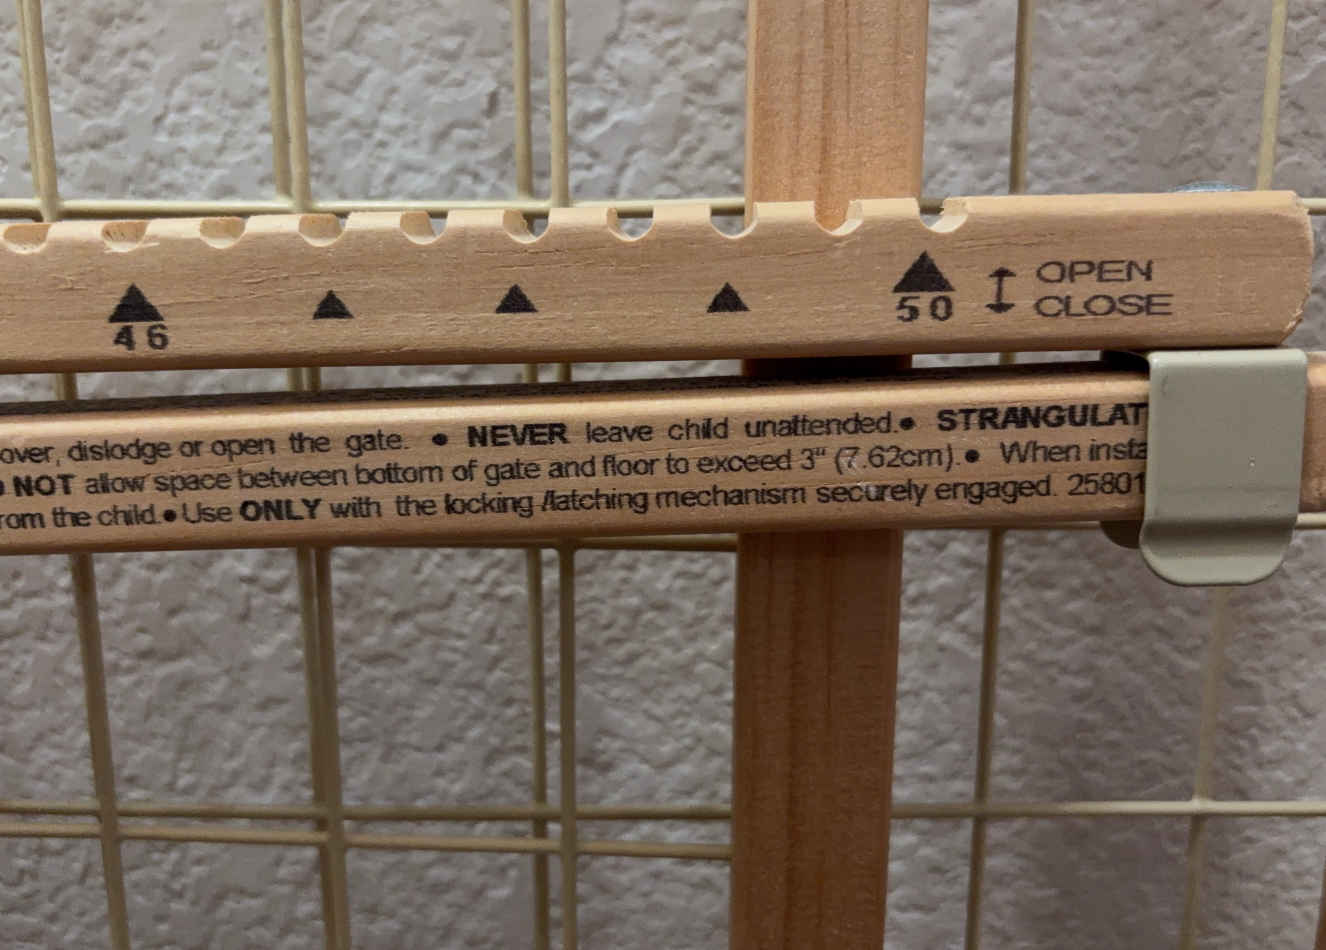 46 50 OPEN
CLOSE
over, dislodge or open the gate. • NEVER leave child unattended.• STRANGULAT
NOT allow space between bottom of gate and floor to exceed 3" (7.62cm).• When insta
rom the child.• Use ONLY with the locking /latching mechanism securely engaged. 25801